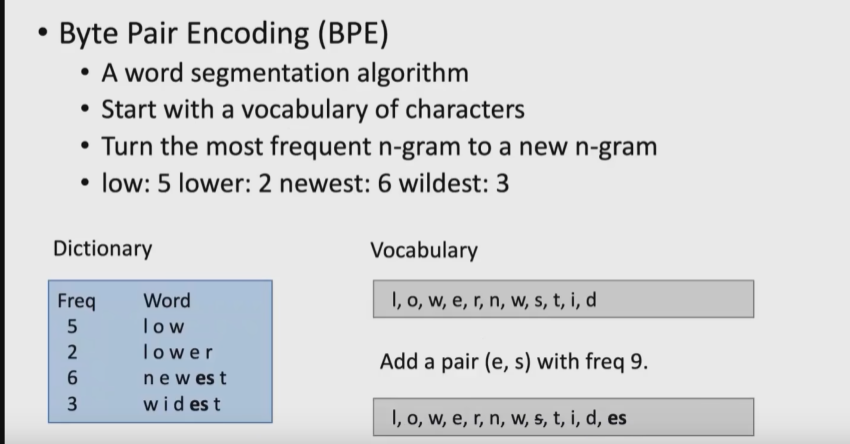 • Byte Pair Encoding (BPE)
• A word segmentation algorithm
• Start with a vocabulary of characters
• Turn the most frequent n-gram to a new n-gram
• low: 5 lower: 2 newest: 6 wildest: 3
Dictionary
Freq Word
5 l o w
2 l o w e r
6 n e w es t
3 w i d es t
Vocabulary
l, o, w, e, r, n, w, s, t, i, d
Add a pair (e, s) with freq 9.
l, o, w, e, r, n, w, s, t, i, d, es